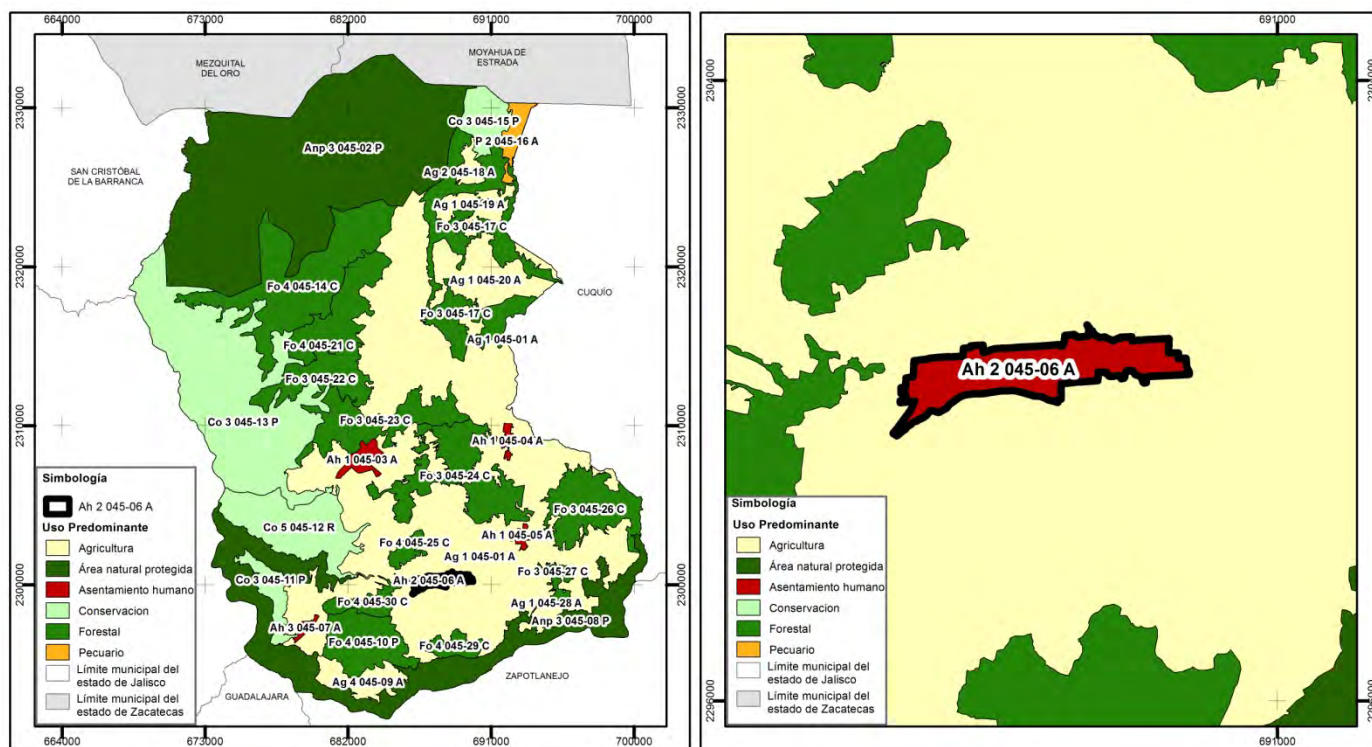 664000 673000 682000 691000 700000
MEZQUITAL
DEL ORO
MOYAHUA DE
ESTRADA
2330000
2330000
Co 3 045-15 P
P 2 045-16 A
Anp 3 045-02 P
SAN CRISTÓBAL
DE LA BARRANCA
Ag 2 045-18 A
Ag 1 045-19 A
Fo 3 045-17 C
2320000
2320000
Ag 1 045-20 A
Fo 4 045-14 C
CUQUÍO
Fo 3 045-17 C
Ag 1 045-01 A
Fo 4 045-21 C
Fo 3 045-22 C
Co 3 045-13 P
Fo 3 045-23 C
2310000
2310000
Ah 1 045-04 A
Ah 1 045-03 A
Fo 3 045-24 C
Fo 3 045-26 C
Co 5 045-12 R
Ah 1 045-05 A
Fo 4 045-25 C
Ag 1 045-01 A
Co 3 045-11 P
Ah 2 045-06 A
Fo 3 045-27 C
2300000
2300000
Fo 4 045-30 C
Ag 1 045-28 A
Anp 3 045-08 P
Ah 3 045-07 A
Fo 4 045-10 P
Fo 4 045-29 C
Ag 4 045-09 A
ZAPOTLANEJO
GUADALAJARA
Simbología
Ah 2 045-06 A
Uso Predominante
Agricultura
Área natural protegida
Asentamiento humano
Conservacion
Forestal
Pecuario
Límite municipal del
estado de Jalisco
Límite municipal del
estado de Zacatecas
664000 673000 682000 691000 700000
691000
2304000
Ah 2 045-06 A
Simbología
Uso Predominante
Agricultura
Área natural protegida
Asentamiento humano
Conservacion
Forestal
Pecuario
Límite municipal del
estado de Jalisco
Límite municipal del
estado de Zacatecas
2296000
691000